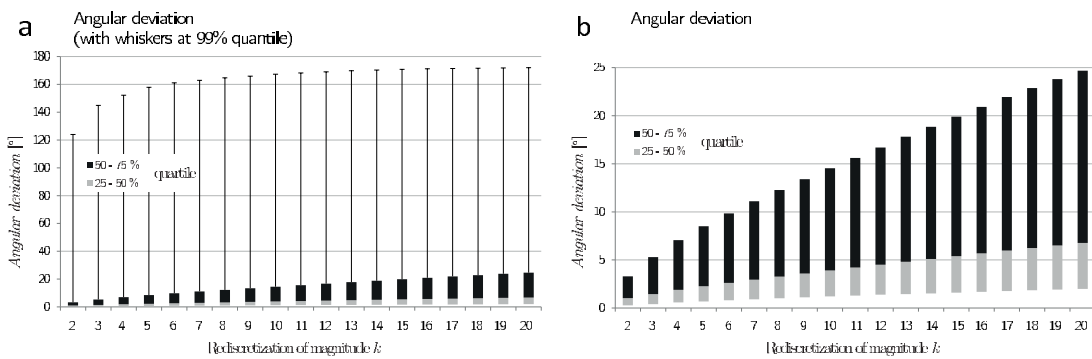 a
Angular deviation
(with whiskers at 99% quantile)
180
160
140
120
100
80
60
40
20
0
Angular deviation [°]
50 - 75 %
25 - 50 %
quartile
2 3 4 5 6 7 8 9 10 11 12 13 14 15 16 17 18 19 20
Rediscretization of magnitude k
b
Angular deviation
25
20
15
10
5
0
Angular deviation [°]
50 - 75 %
25 - 50 %
quartile
2 3 4 5 6 7 8 9 10 11 12 13 14 15 16 17 18 19 20
Rediscretization of magnitude k